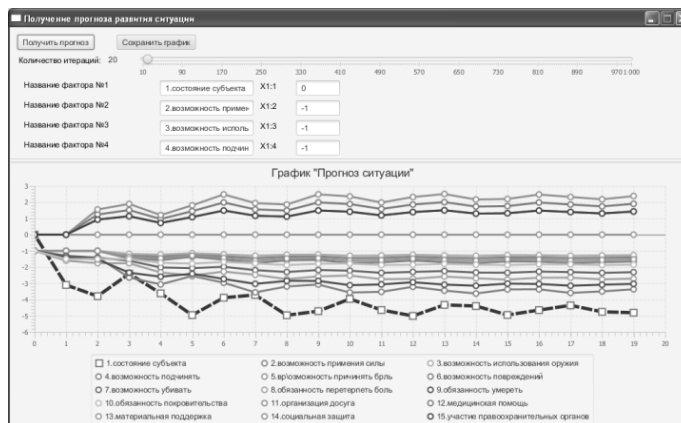 Получение прогноза развития ситуации
Получить прогноз Сохранить график
Количество итераций: 20
10 90 170 250 330 410 490 570 650 730 810 890 970 1 000
Название фактора №1 1.состояние субъекта X1:1 0
Название фактора №2 2.возможность примен X1:2 -1
Название фактора №3 3.возможность исполь X1:3 -1
Название фактора №4 4.возможность подчин X1:4 -1
График "Прогноз ситуации"
3
2
1
0
-1
-2
-3
-4
-5
-6
0 1 2 3 4 5 6 7 8 9 10 11 12 13 14 15 16 17 18 19 20
1.состояние субъекта 2.возможность примения силы 3.возможность использования оружия
4.возможность подчинять 5.вр\возможность причинять брль 6.возможность повреждений
7.возможность убивать 8.обязанность перетерпеть боль 9.обязанность умереть
10.обязанность покровительства 11.организация досуга 12.медицинская помощь
13.материальная поддержка 14.социальная защита 15.участие правоохранительных органов